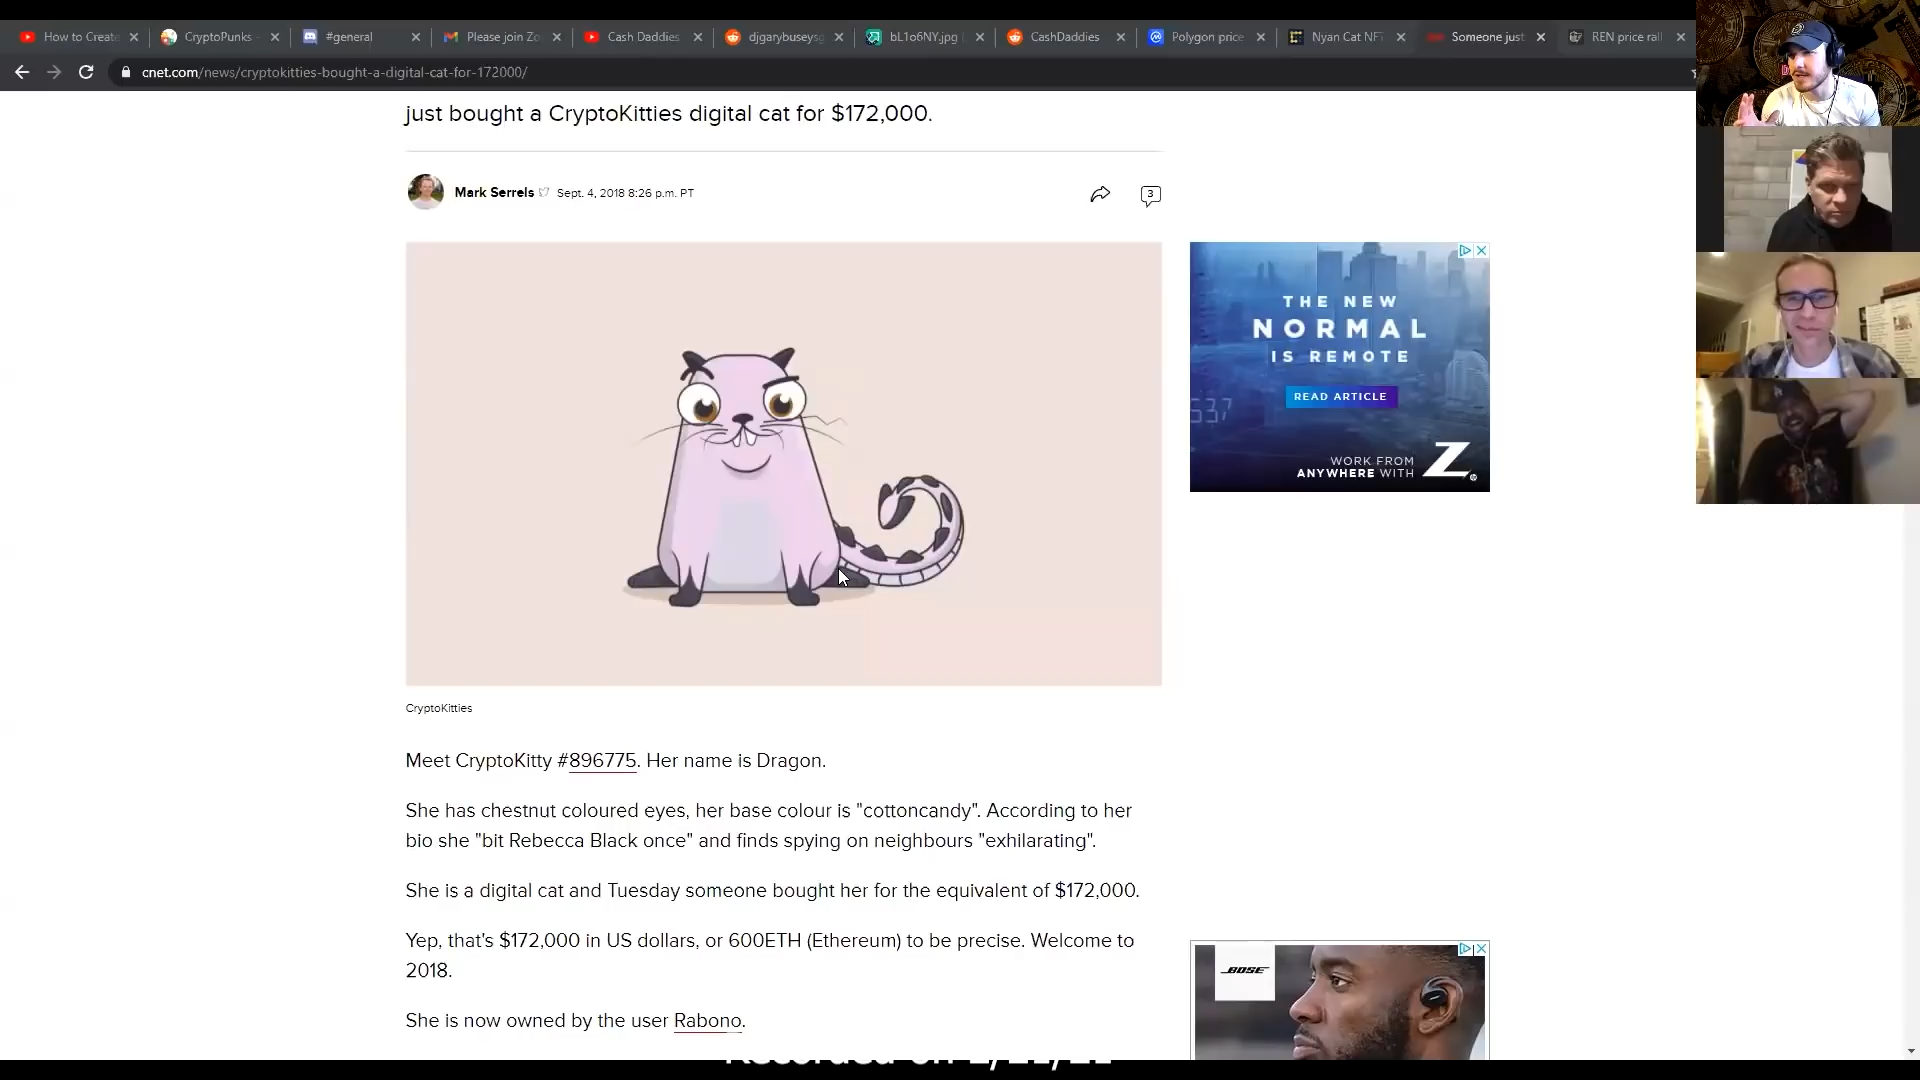 How to Create
CryptoPunks
#general
Please join Zo
Cash Daddies
djgarybuseys
bL1o6NY.jpg
CashDaddies
Polygon price
Nyan Cat NFT
Someone just
REN price rall
cnet.com/news/cryptokitties-bought-a-digital-cat-for-172000/
just bought a CryptoKitties digital cat for $172,000.
Mark Serrels Sept. 4, 2018 8:26 p.m. PT
3
THE NEW
NORMAL
IS REMOTE
READ ARTICLE
WORK FROM
ANYWHERE WITH
Z
CryptoKitties
Meet CryptoKitty #896775. Her name is Dragon.
She has chestnut coloured eyes, her base colour is "cottoncandy". According to her
bio she "bit Rebecca Black once" and finds spying on neighbours "exhilarating".
She is a digital cat and Tuesday someone bought her for the equivalent of $172,000.
Yep, that's $172,000 in US dollars, or 600ETH (Ethereum) to be precise. Welcome to
2018.
BOSE
She is now owned by the user Rabono.
Recorded on